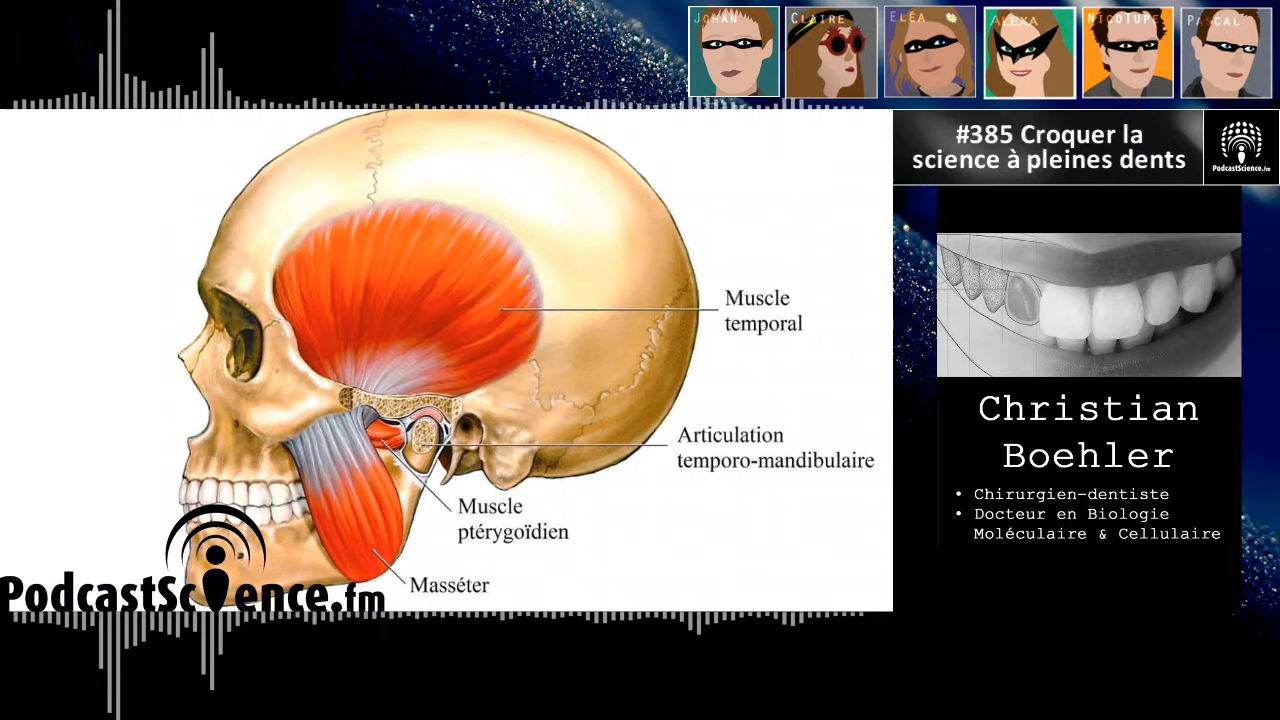 JOHAN
CLAIRE
ELÉA
ALEXA
NICOTUPE
PASCAL
#385 Croquer la
science à pleines dents
PodcastScience.fm
Muscle
temporal
Articulation
temporo-mandibulaire
Muscle
ptérygoïdien
Masséter
PodcastScience.fm
Christian
Boehler
• Chirurgien-dentiste
• Docteur en Biologie
Moléculaire & Cellulaire